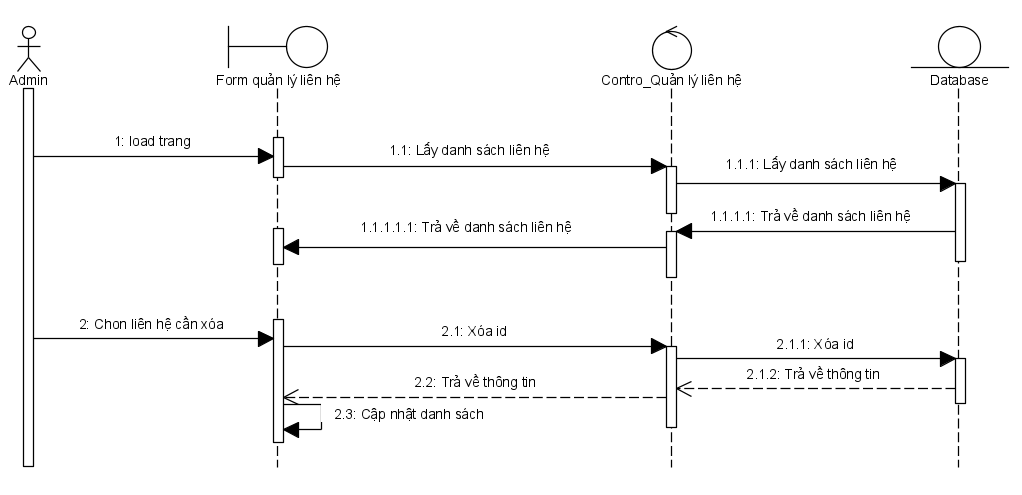 Admin
Form quản lý liên hệ
Contro_Quản lý liên hệ
Database
1: load trang
1.1: Lấy danh sách liên hệ
1.1.1: Lấy danh sách liên hệ
1.1.1.1: Trả về danh sách liên hệ
1.1.1.1.1: Trả về danh sách liên hệ
2: Chon liên hệ cần xóa
2.1: Xóa id
2.1.1: Xóa id
2.1.2: Trả về thông tin
2.2: Trả về thông tin
2.3: Cập nhật danh sách